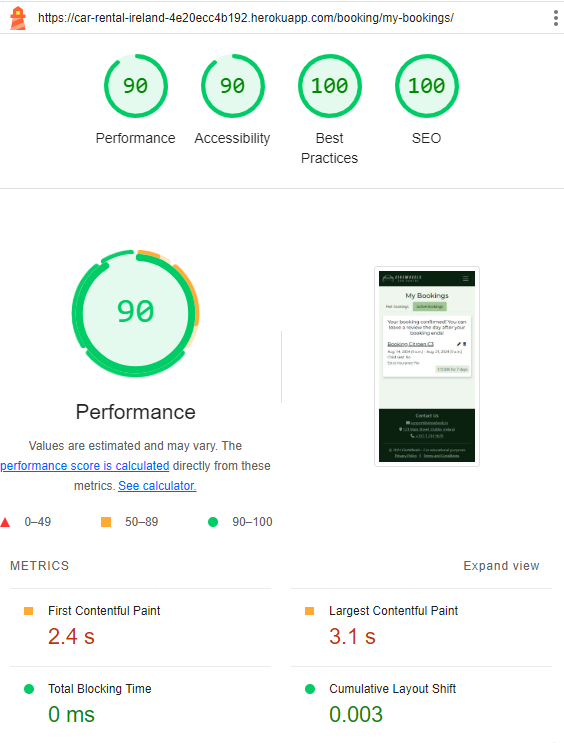 https://car-rental-ireland-4e20ecc4b192.herokuapp.com/booking/my-bookings/
90 90 100 100
Performance Accessibility Best Practices SEO
90
Performance
Values are estimated and may vary. The
performance score is calculated directly from these
metrics. See calculator.
0–49 50–89 90–100
My Bookings
Your booking confirmed! You can
leave a review the day after your
booking ends!
Booking Citroen C3
Contact Us
METRICS Expand view
First Contentful Paint
2.4 s
Largest Contentful Paint
3.1 s
Total Blocking Time
0 ms
Cumulative Layout Shift
0.003